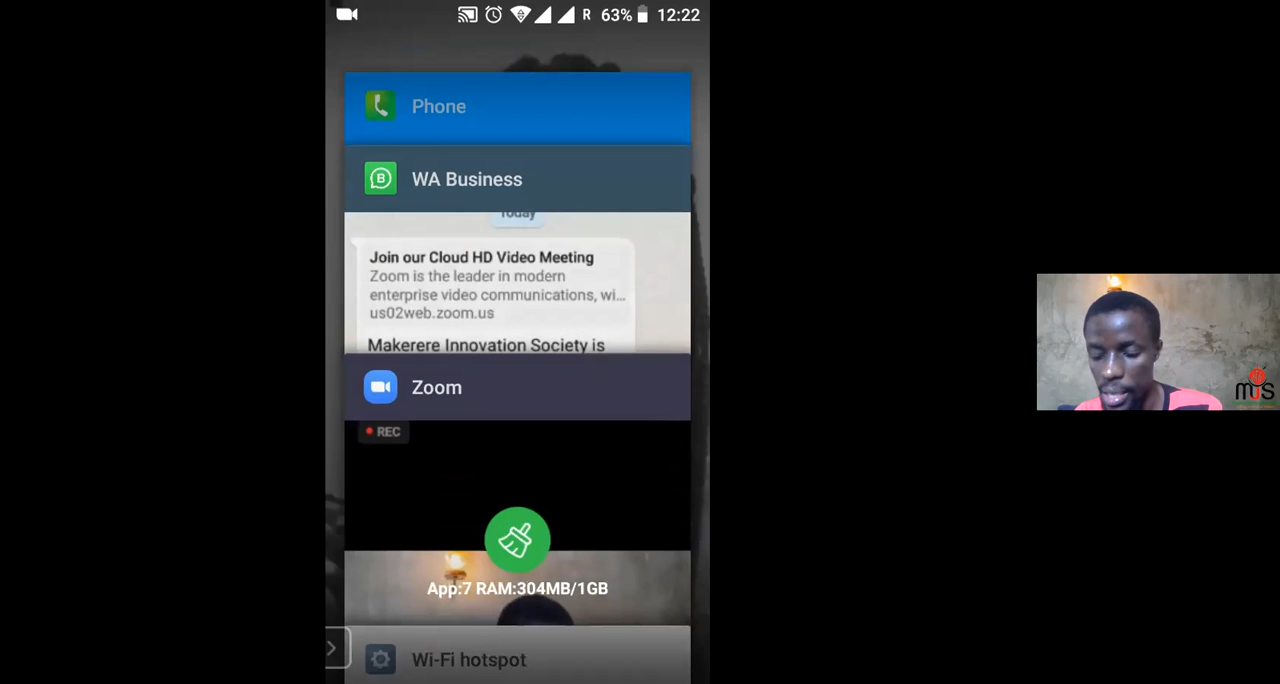 R 63% 12:22
Phone
WA Business
Today
Join our Cloud HD Video Meeting
Zoom is the leader in modern
enterprise video communications, wi...
us02web.zoom.us
Makerere Innovation Society is
Zoom
REC
App:7 RAM:304MB/1GB
Wi-Fi hotspot
MJS